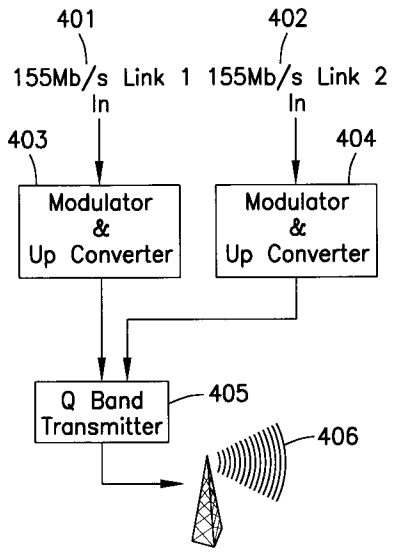 401
402
155Mb/s Link 1
In
155Mb/s Link 2
In
403
404
Modulator
&
Up Converter
Modulator
&
Up Converter
Q Band
Transmitter
405
406